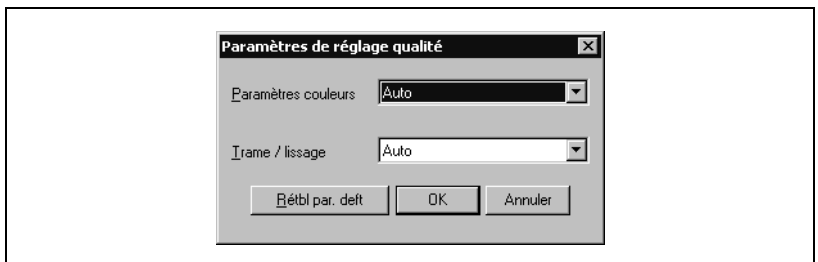 Paramètres de réglage qualité
Paramètres couleurs Auto
Trame / lissage Auto
Rétbl par. deft OK Annuler